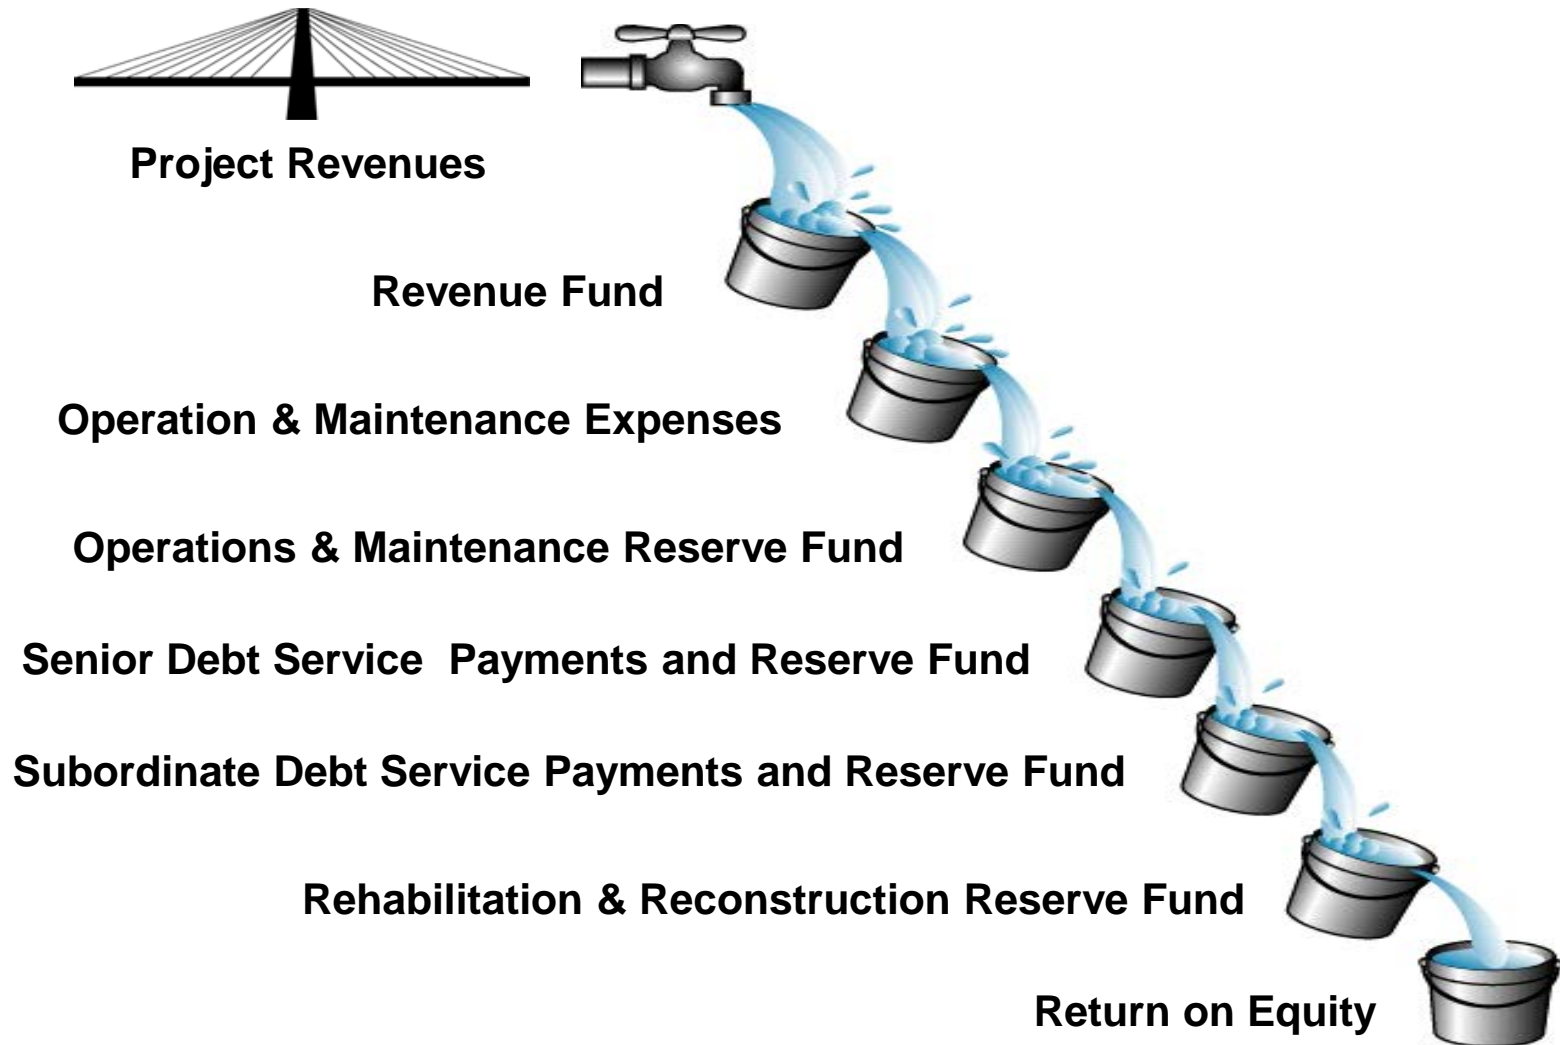 Project Revenues
Revenue Fund
Operation & Maintenance Expenses
Operations & Maintenance Reserve Fund
Senior Debt Service  Payments and Reserve Fund
Subordinate Debt Service Payments and Reserve Fund
Rehabilitation & Reconstruction Reserve Fund
Return on Equity